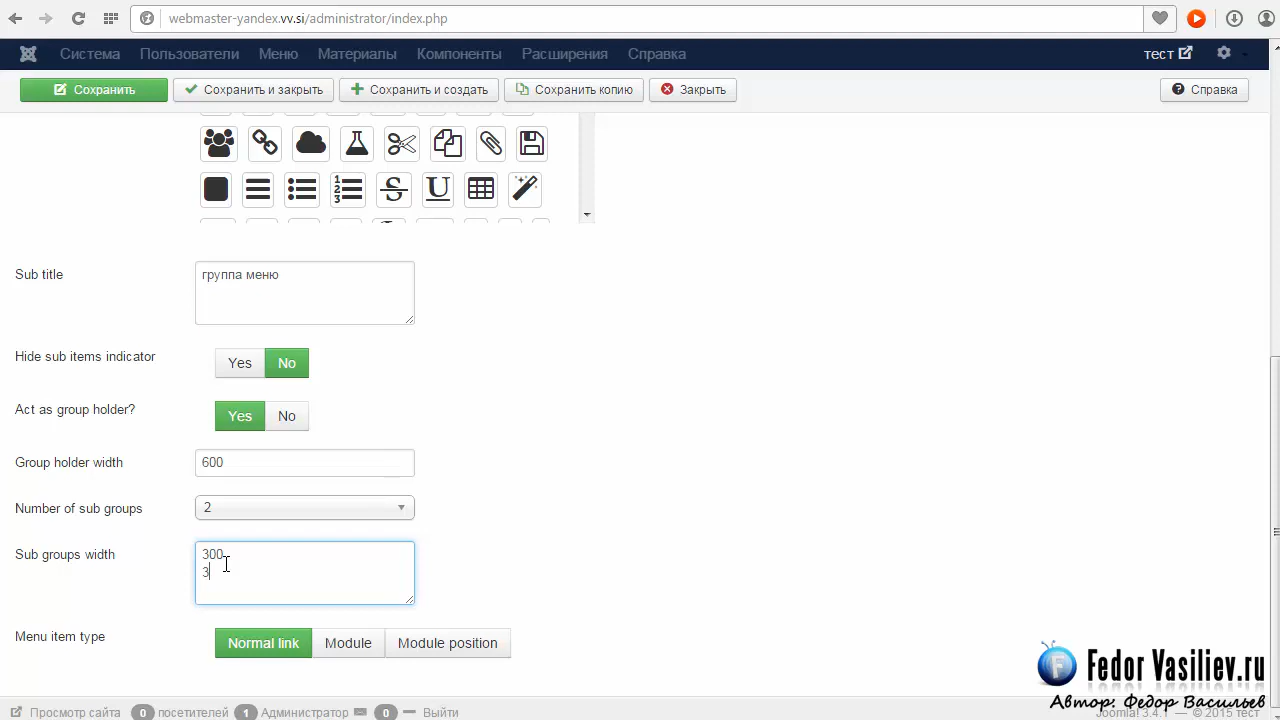 webmaster-yandex.vv.si/administrator/index.php
Система Пользователи Меню Материалы Компоненты Расширения Справка тест
Сохранить Сохранить и закрыть Сохранить и создать Сохранить копию Закрыть Справка
Sub title группа меню
Hide sub items indicator Yes No
Act as group holder? Yes No
Group holder width 600
Number of sub groups 2
Sub groups width 300
3
Menu item type Normal link Module Module position
Fedor Vasiliev.ru
Автор: Федор Васильев
Просмотр сайта 0 посетителей 1 Администратор 0 Выйти Joomla! 3.4.1 — © 2015 тест